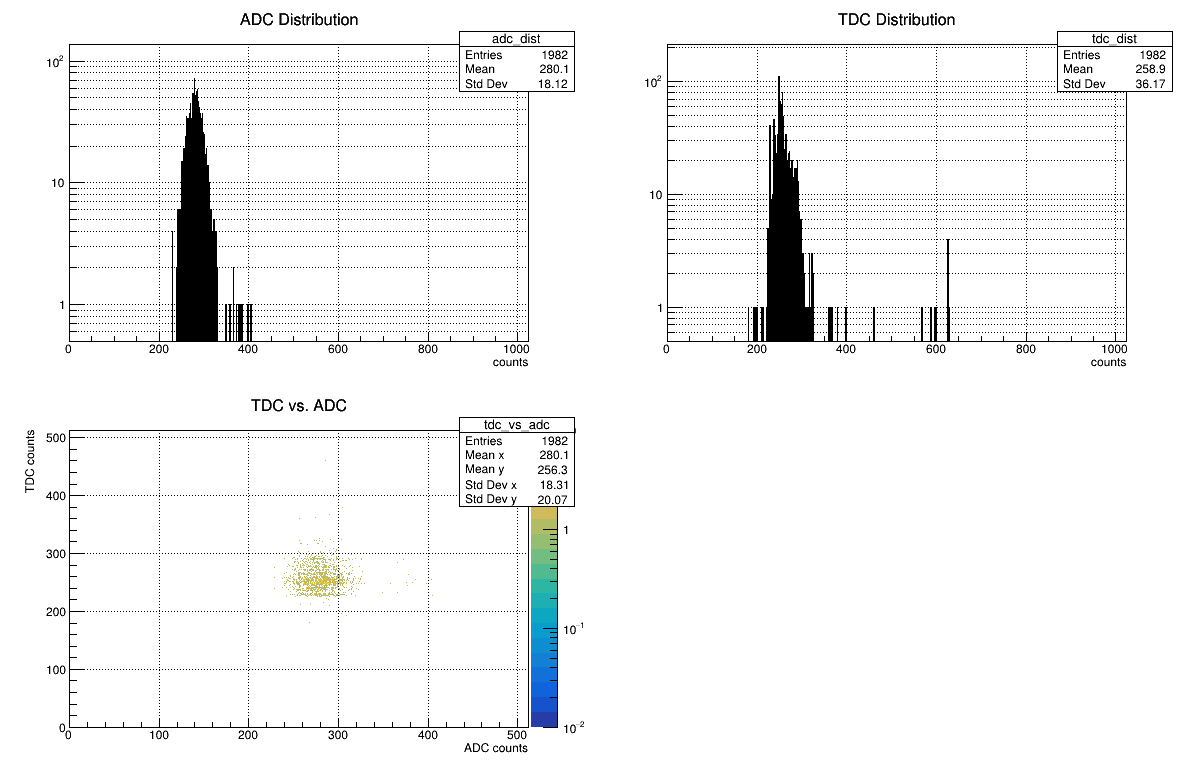 ADC Distribution
adc_dist
Entries 1982
Mean 280.1
Std Dev 18.12
10²
10
1
0 200 400 600 800 1000
counts
TDC Distribution
tdc_dist
Entries 1982
Mean 258.9
Std Dev 36.17
10²
10
1
0 200 400 600 800 1000
counts
TDC vs. ADC
tdc_vs_adc
Entries 1982
Mean x 280.1
Mean y 256.3
Std Dev x 18.31
Std Dev y 20.07
TDC counts
500
400
300
200
100
0
0 100 200 300 400 500
ADC counts
1
10⁻¹
10⁻²